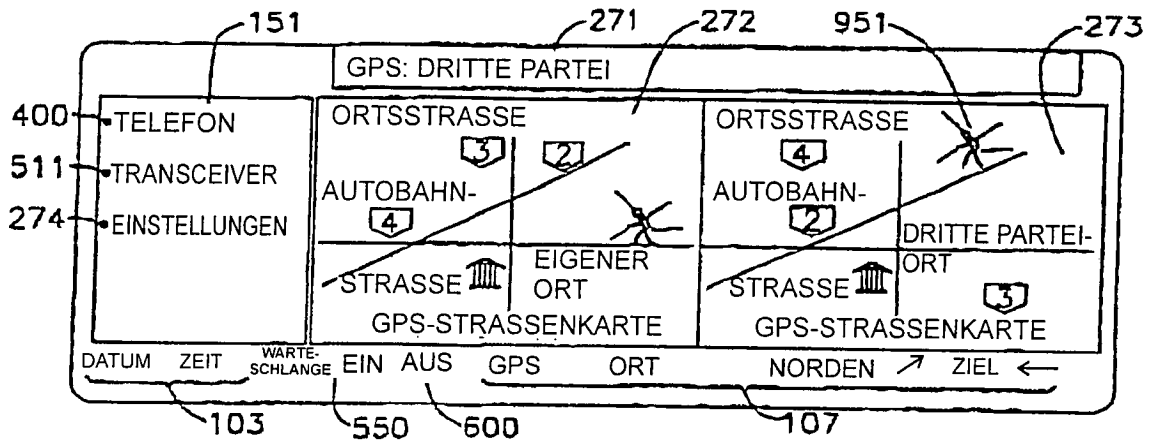 151 271 272 951 273
GPS: DRITTE PARTEI
400 TELEFON
511 TRANSCEIVER
274 EINSTELLUNGEN
ORTSSTRASSE
3 2
AUTOBAHN-
4
STRASSE
EIGENER
ORT
GPS-STRASSENKARTE
ORTSSTRASSE
4
AUTOBAHN-
2
DRITTE PARTEI-
ORT
STRASSE
3
GPS-STRASSENKARTE
DATUM ZEIT WARTE-
SCHLANGE EIN AUS GPS ORT NORDEN ZIEL
103 550 600 107